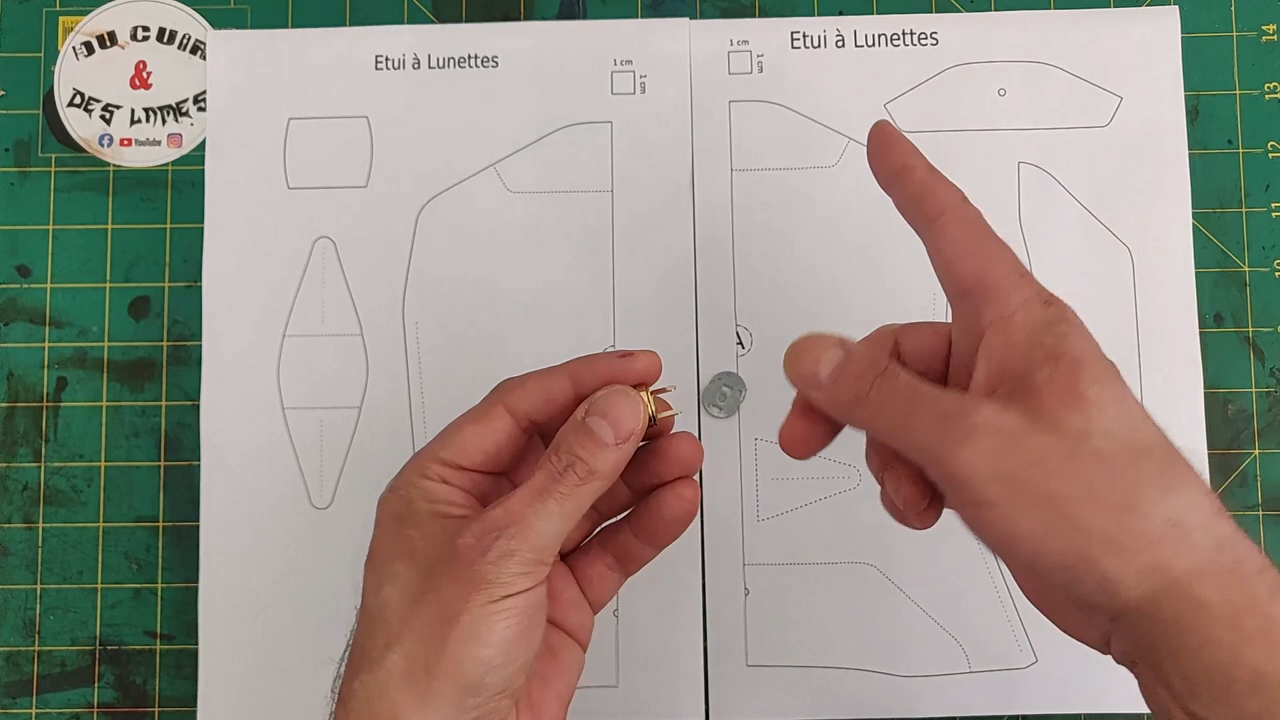 DU CUIR
&
DES LAMES
YouTube
Etui à Lunettes
1 cm
1 cm
Etui à Lunettes
1 cm
1 cm
A
14
13
12
11